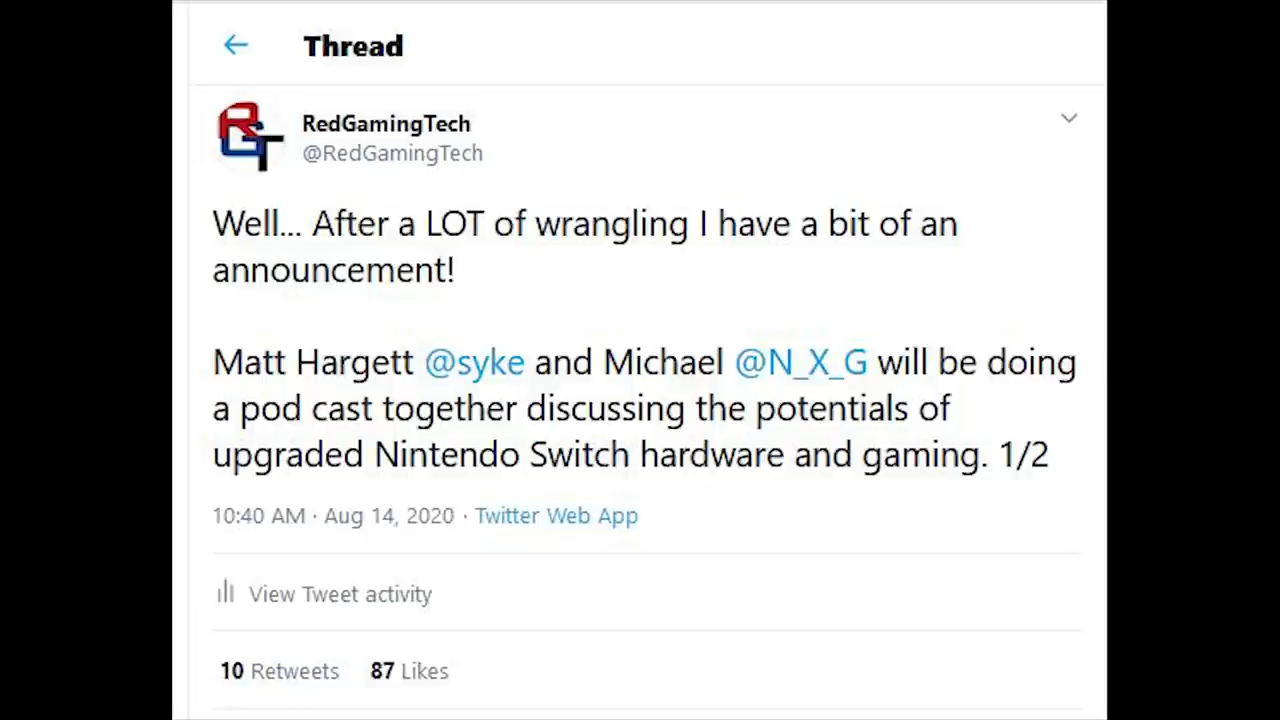 Thread
RGT
RedGamingTech
@RedGamingTech
Well... After a LOT of wrangling I have a bit of an
announcement!
Matt Hargett @syke and Michael @N_X_G will be doing
a pod cast together discussing the potentials of
upgraded Nintendo Switch hardware and gaming. 1/2
10:40 AM · Aug 14, 2020 · Twitter Web App
View Tweet activity
10 Retweets 87 Likes